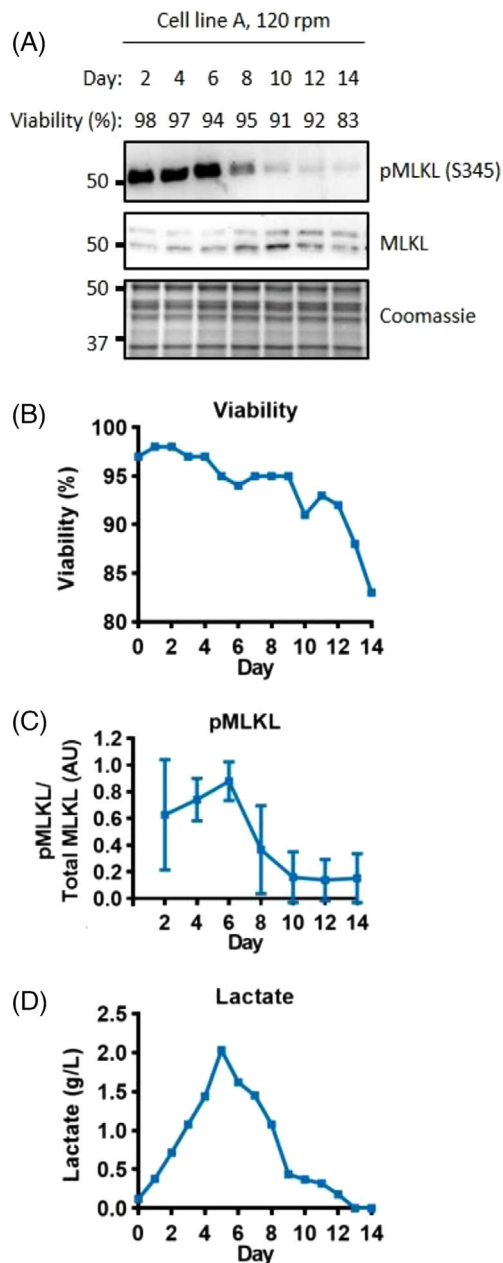 Cell line A, 120 rpm
(A)
Day: 2 4 6 8 10 12 14
Viability (%): 98 97 94 95 91 92 83
50 pMLKL (S345)
50 MLKL
50
Coomassie
37
(B)
Viability
100
95
90
85
80
Viability (%)
0 2 4 6 8 10 12 14
Day
(C)
pMLKL
1.2
1.0
0.8
0.6
0.4
0.2
0.0
pMLKL/
Total MLKL (AU)
2 4 6 8 10 12 14
Day
(D)
Lactate
2.5
2.0
1.5
1.0
0.5
0.0
Lactate (g/L)
0 2 4 6 8 10 12 14
Day